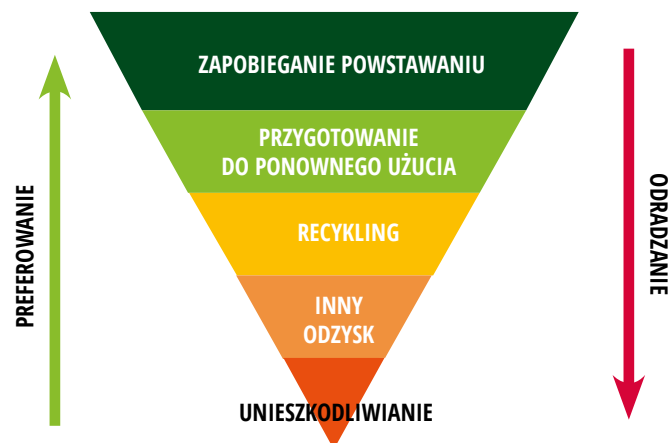 ZAPOBIEGANIE POWSTAWANIU
PRZYGOTOWANIE
DO PONOWNEGO UŻUCIA
RECYKLING
INNY
ODZYSK
UNIESZKODLIWIANIE
PREFEROWANIE
ODRADZANIE